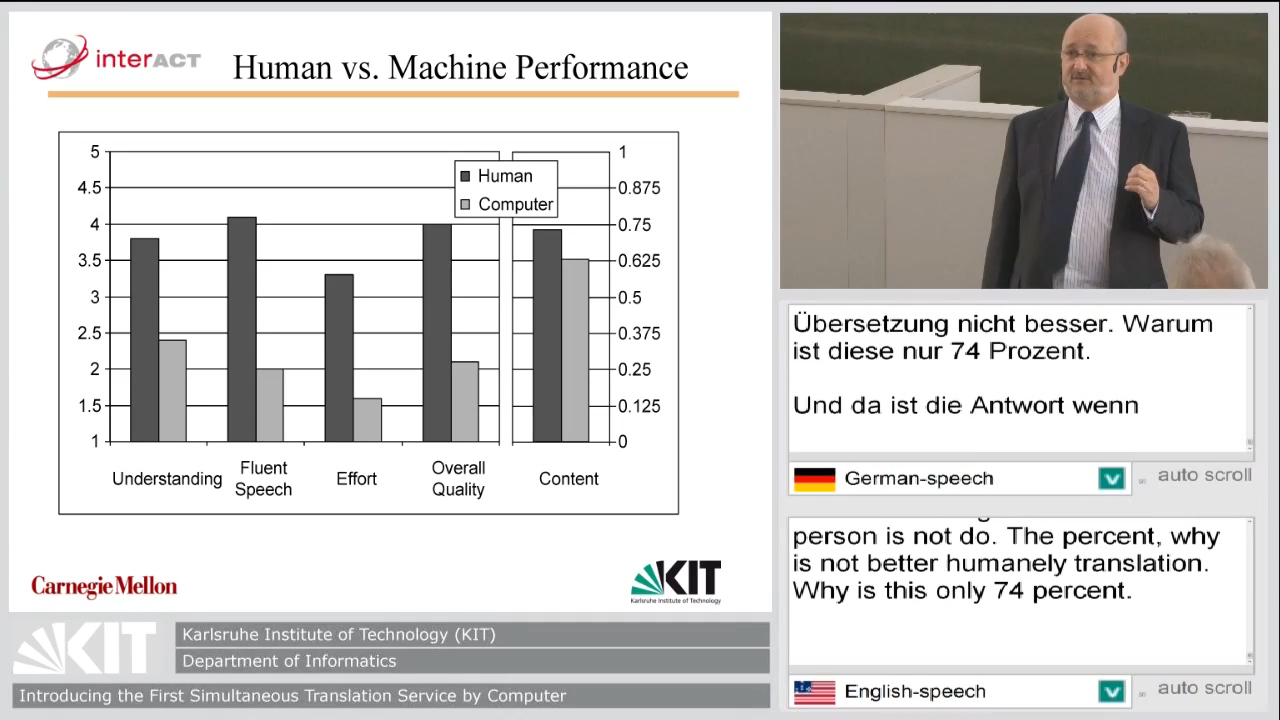 interACT
Human vs. Machine Performance
5
4.5
4
3.5
3
2.5
2
1.5
1
Human
Computer
1
0.875
0.75
0.625
0.5
0.375
0.25
0.125
0
Understanding
Fluent
Speech
Effort
Overall
Quality
Content
Carnegie Mellon
KIT
Karlsruhe Institute of Technology
KIT
Karlsruhe Institute of Technology (KIT)
Department of Informatics
Introducing the First Simultaneous Translation Service by Computer
Übersetzung nicht besser. Warum
ist diese nur 74 Prozent.
Und da ist die Antwort wenn
German-speech
auto scroll
person is not do. The percent, why
is not better humanely translation.
Why is this only 74 percent.
English-speech
auto scroll